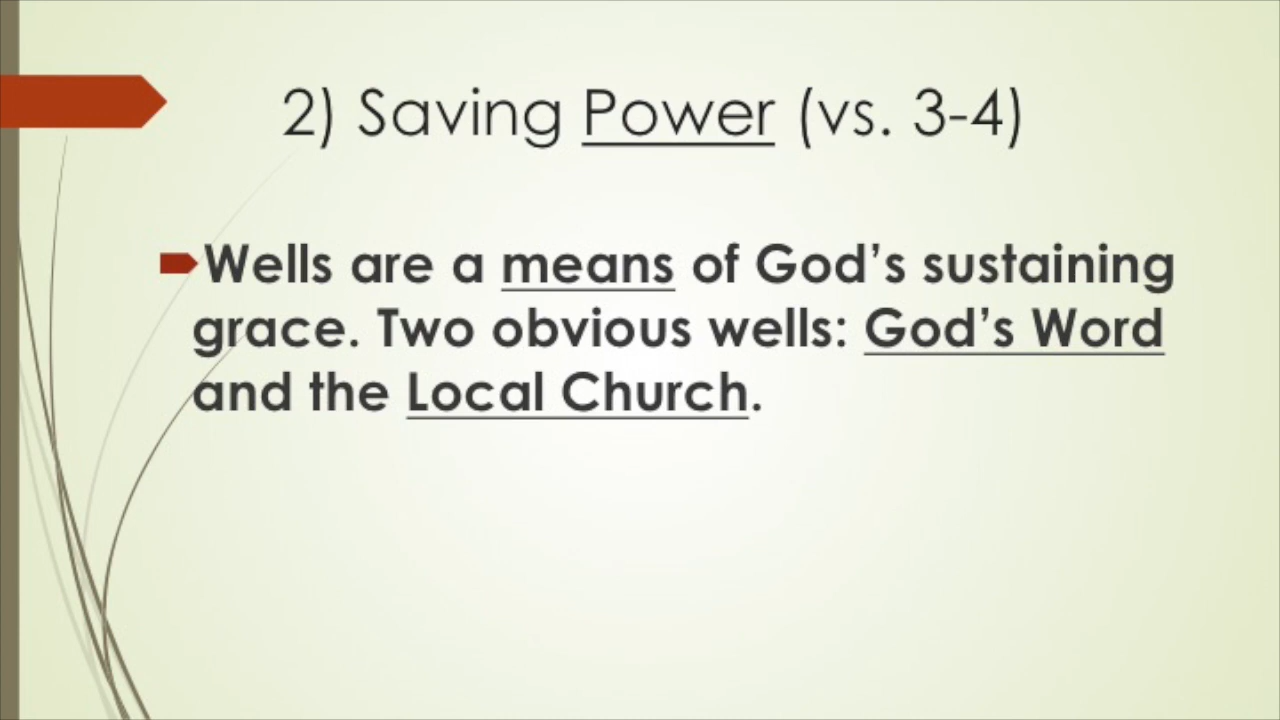 2) Saving Power (vs. 3-4)
Wells are a means of God’s sustaining
grace. Two obvious wells: God’s Word
and the Local Church.